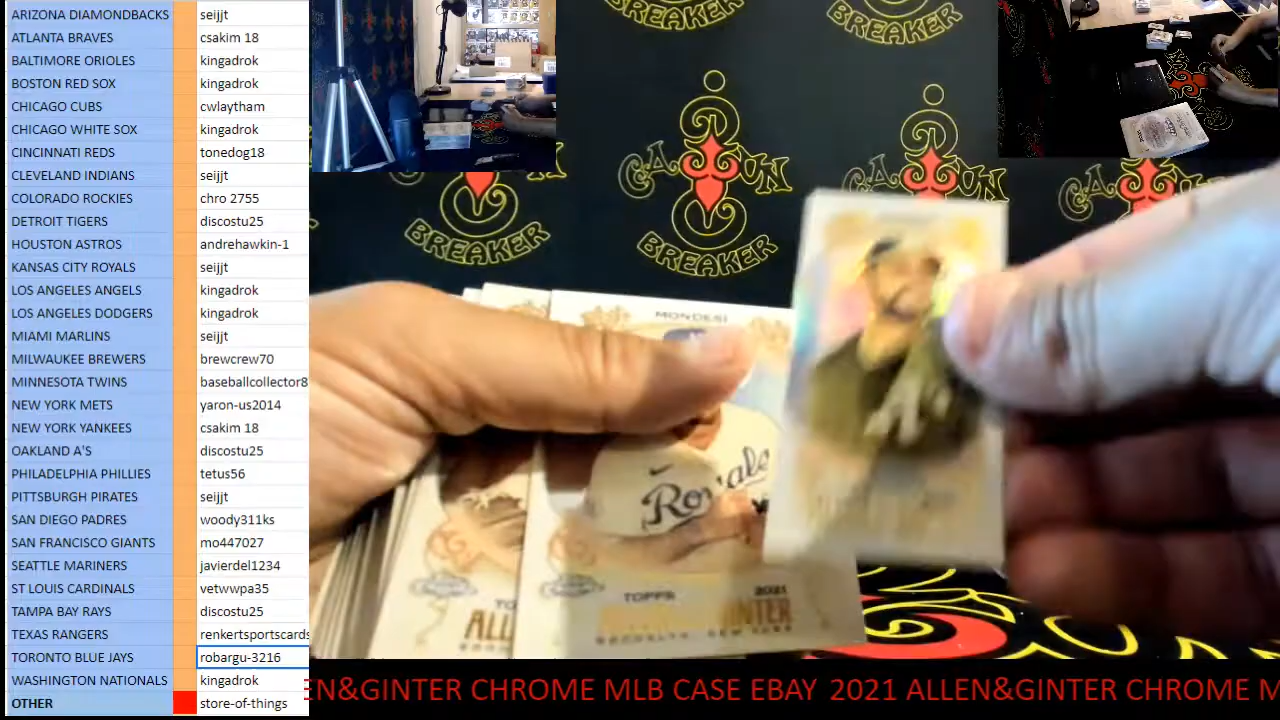 ARIZONA DIAMONDBACKS seijjt
ATLANTA BRAVES csakim 18
BALTIMORE ORIOLES kingadrok
BOSTON RED SOX kingadrok
CHICAGO CUBS cwlaytham
CHICAGO WHITE SOX kingadrok
CINCINNATI REDS tonedog18
CLEVELAND INDIANS seijjt
COLORADO ROCKIES chro 2755
DETROIT TIGERS discostu25
HOUSTON ASTROS andrehawkin-1
KANSAS CITY ROYALS seijjt
LOS ANGELES ANGELS kingadrok
LOS ANGELES DODGERS kingadrok
MIAMI MARLINS seijjt
MILWAUKEE BREWERS brewcrew70
MINNESOTA TWINS baseballcollector8
NEW YORK METS yaron-us2014
NEW YORK YANKEES csakim 18
OAKLAND A'S discostu25
PHILADELPHIA PHILLIES tetus56
PITTSBURGH PIRATES seijjt
SAN DIEGO PADRES woody311ks
SAN FRANCISCO GIANTS mo447027
SEATTLE MARINERS javierdel1234
ST LOUIS CARDINALS vetwwpa35
TAMPA BAY RAYS discostu25
TEXAS RANGERS renkertsportscards
TORONTO BLUE JAYS robargu-3216
WASHINGTON NATIONALS kingadrok
OTHER store-of-things
BREAKER
BREAKER
CAJUN
BREAKER
BREAKER
MONDESI
Royals
A
TOPPS 2021
BROOKLYN NEW YORK
EN&GINTER CHROME MLB CASE EBAY 2021 ALLEN&GINTER CHROME M